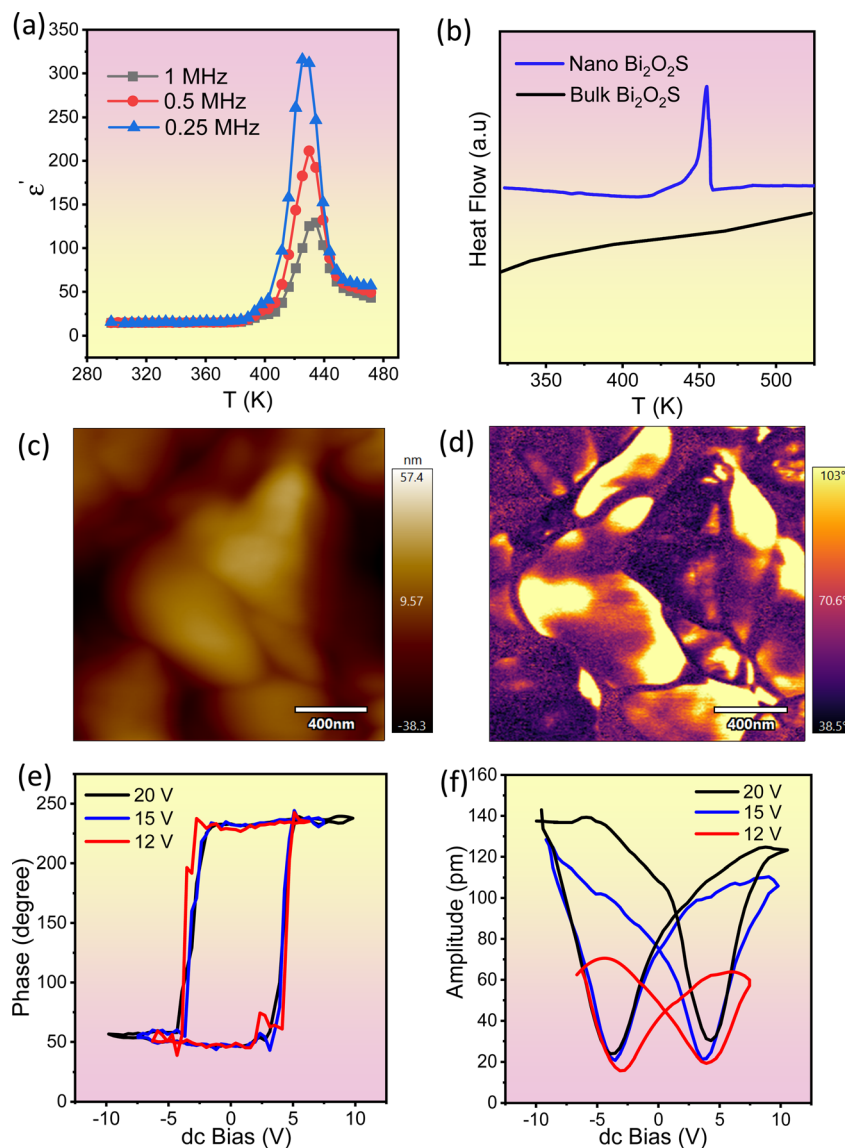 (a)
350
300
250
200
150
100
50
0
ε'
1 MHz
0.5 MHz
0.25 MHz
280 320 360 400 440 480
T (K)
(b)
Nano Bi₂O₂S
Bulk Bi₂O₂S
Heat Flow (a.u)
350 400 450 500
T (K)
(c)
nm
57.4
9.57
-38.3
400nm
(d)
103°
70.6°
38.5°
400nm
(e)
20 V
15 V
12 V
250
200
150
100
50
0
Phase (degree)
-10 -5 0 5 10
dc Bias (V)
(f)
160
140
120
100
80
60
40
20
0
Amplitude (pm)
20 V
15 V
12 V
-10 -5 0 5 10
dc Bias (V)